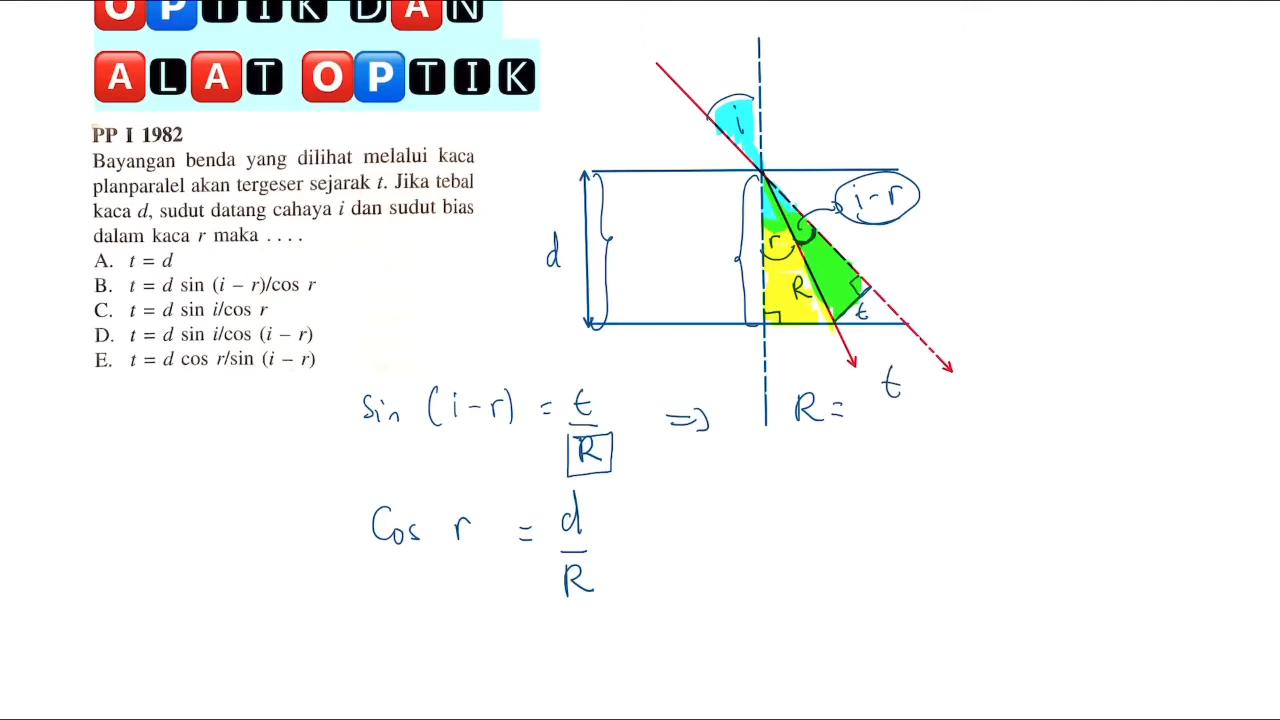 OPTIK DAN
ALAT OPTIK
PP I 1982
Bayangan benda yang dilihat melalui kaca
planparalel akan tergeser sejarak t. Jika tebal
kaca d, sudut datang cahaya i dan sudut bias
dalam kaca r maka . . . .
A. t = d
B. t = d sin (i − r)/cos r
C. t = d sin i/cos r
D. t = d sin i/cos (i − r)
E. t = d cos r/sin (i − r)
i
i-r
d
r
R
t
t
sin (i-r) = t/R ⇒ R =
Cos r = d/R